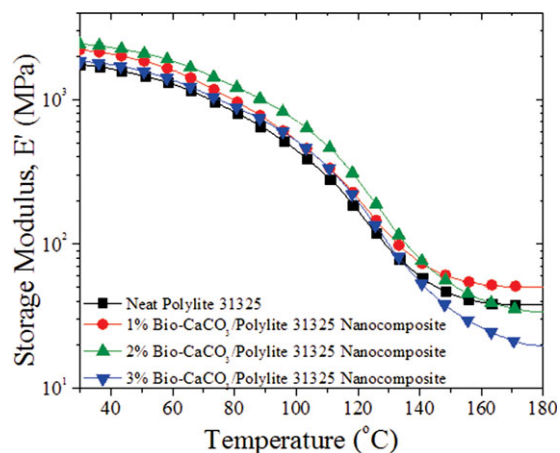 Storage Modulus, E' (MPa)
10³
10²
10¹
Neat Polylite 31325
1% Bio-CaCO₃/Polylite 31325 Nanocomposite
2% Bio-CaCO₃/Polylite 31325 Nanocomposite
3% Bio-CaCO₃/Polylite 31325 Nanocomposite
40 60 80 100 120 140 160 180
Temperature (°C)